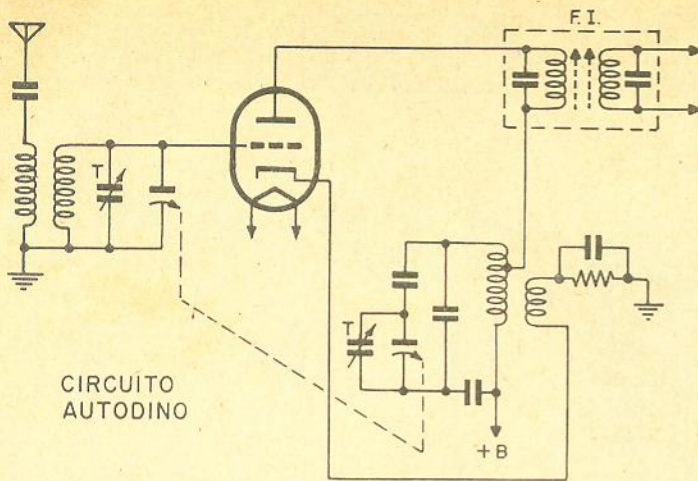 F.I.
T
T
CIRCUITO
AUTODINO
+B